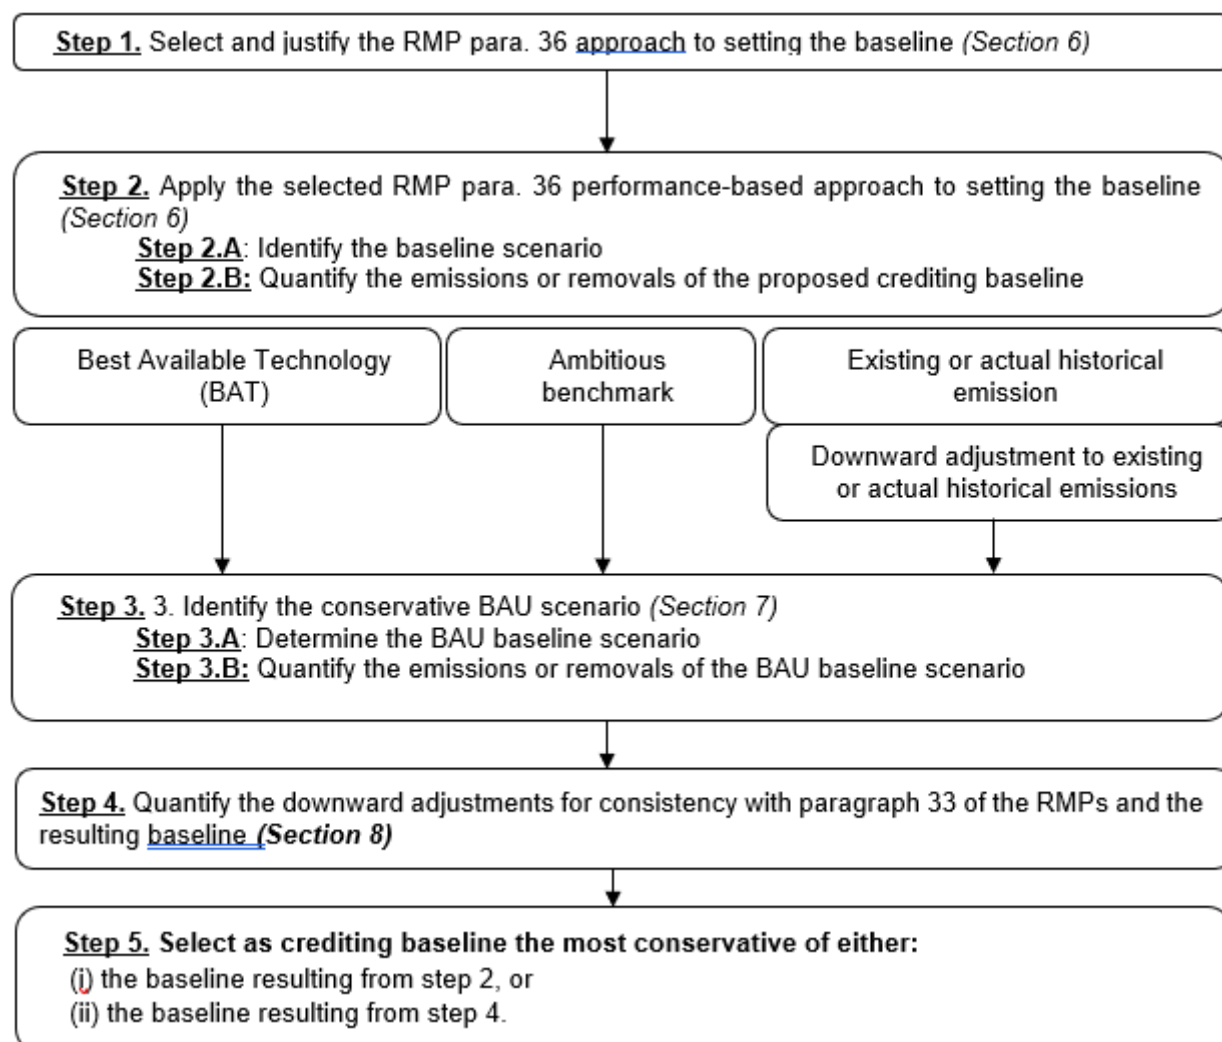 Step 1. Select and justify the RMP para. 36 approach to setting the baseline (Section 6)
Step 2. Apply the selected RMP para. 36 performance-based approach to setting the baseline
(Section 6)
Step 2.A: Identify the baseline scenario
Step 2.B: Quantify the emissions or removals of the proposed crediting baseline
Best Available Technology
(BAT)
Ambitious
benchmark
Existing or actual historical
emission
Downward adjustment to existing
or actual historical emissions
Step 3. 3. Identify the conservative BAU scenario (Section 7)
Step 3.A: Determine the BAU baseline scenario
Step 3.B: Quantify the emissions or removals of the BAU baseline scenario
Step 4. Quantify the downward adjustments for consistency with paragraph 33 of the RMPs and the
resulting baseline (Section 8)
Step 5. Select as crediting baseline the most conservative of either:
(i) the baseline resulting from step 2, or
(ii) the baseline resulting from step 4.